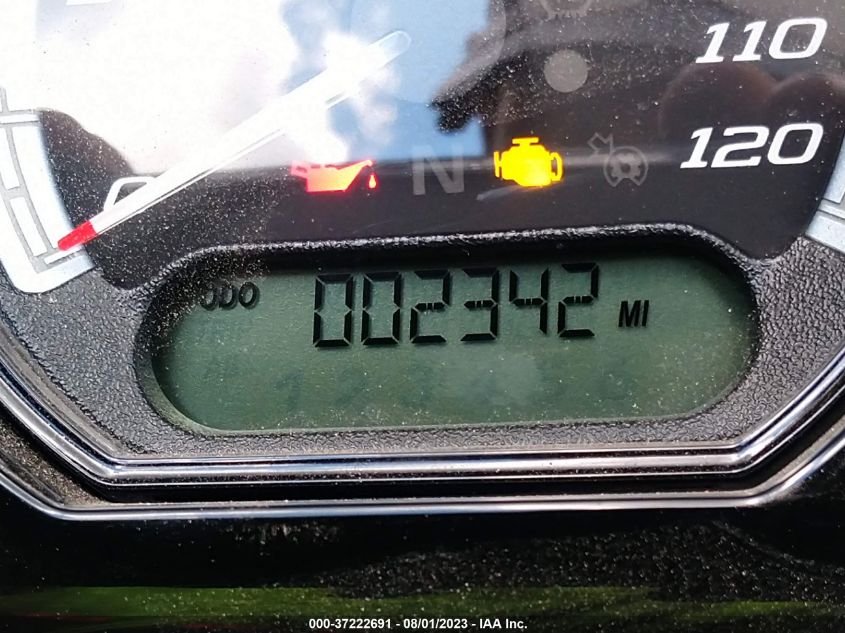 110
120
N
ODO 002342 MI
000-37222691 - 08/01/2023 - IAA Inc.